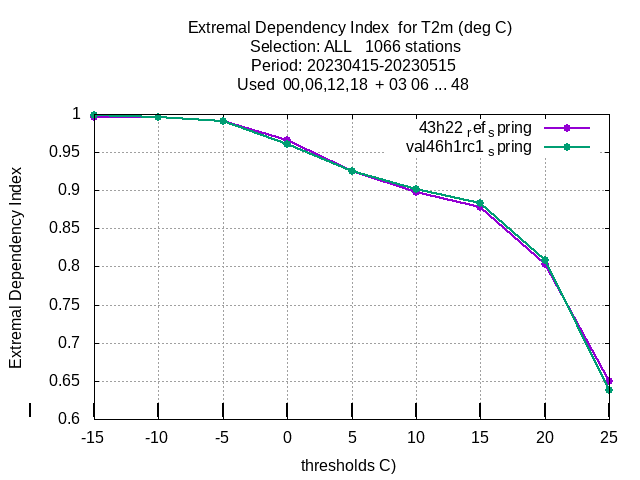 Extremal Dependency Index  for T2m (deg C)
Selection: ALL   1066 stations
Period: 20230415-20230515
Used  00,06,12,18  + 03 06 ... 48
43h22 ref spring
val46h1rc1 spring
Extremal Dependency Index
1
0.95
0.9
0.85
0.8
0.75
0.7
0.65
0.6
-15 -10 -5 0 5 10 15 20 25
thresholds C)